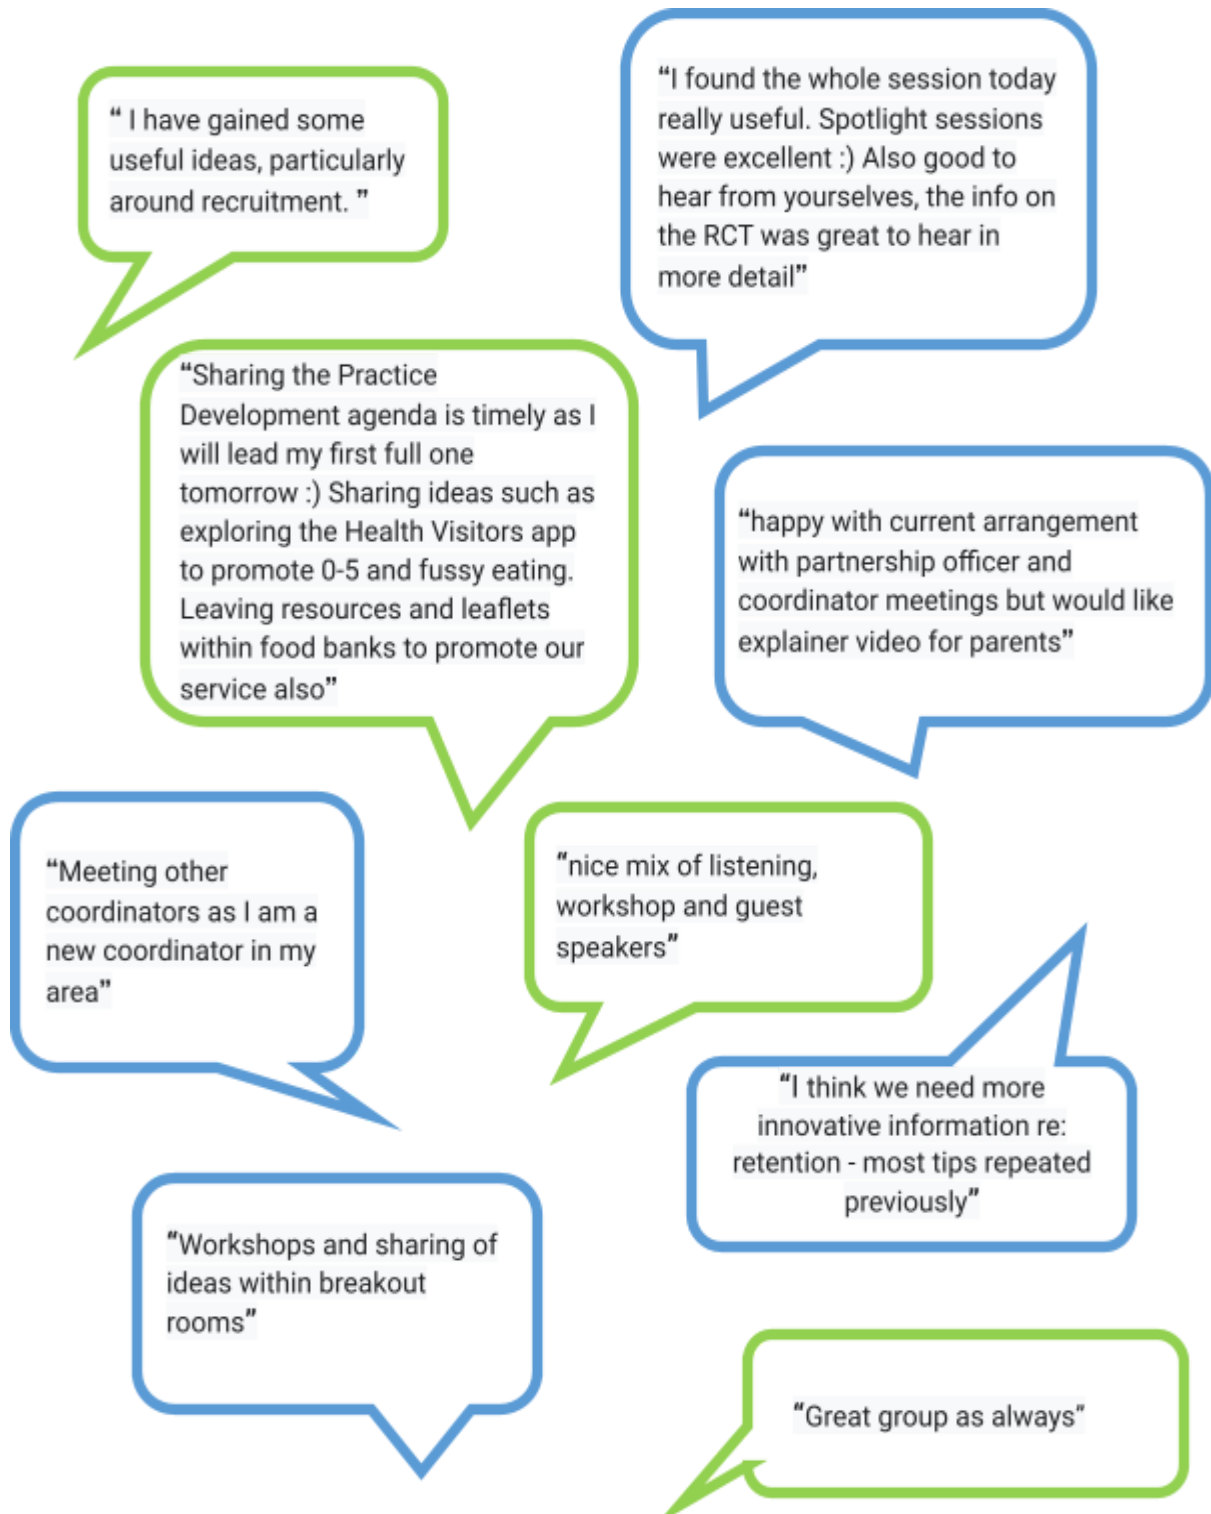 “ I have gained some
useful ideas, particularly
around recruitment. ”
“I found the whole session today
really useful. Spotlight sessions
were excellent :) Also good to
hear from yourselves, the info on
the RCT was great to hear in
more detail”
“Sharing the Practice
Development agenda is timely as I
will lead my first full one
tomorrow :) Sharing ideas such as
exploring the Health Visitors app
to promote 0-5 and fussy eating.
Leaving resources and leaflets
within food banks to promote our
service also”
“happy with current arrangement
with partnership officer and
coordinator meetings but would like
explainer video for parents”
“Meeting other
coordinators as I am a
new coordinator in my
area”
“nice mix of listening,
workshop and guest
speakers”
“I think we need more
innovative information re:
retention - most tips repeated
previously”
“Workshops and sharing of
ideas within breakout
rooms”
“Great group as always”